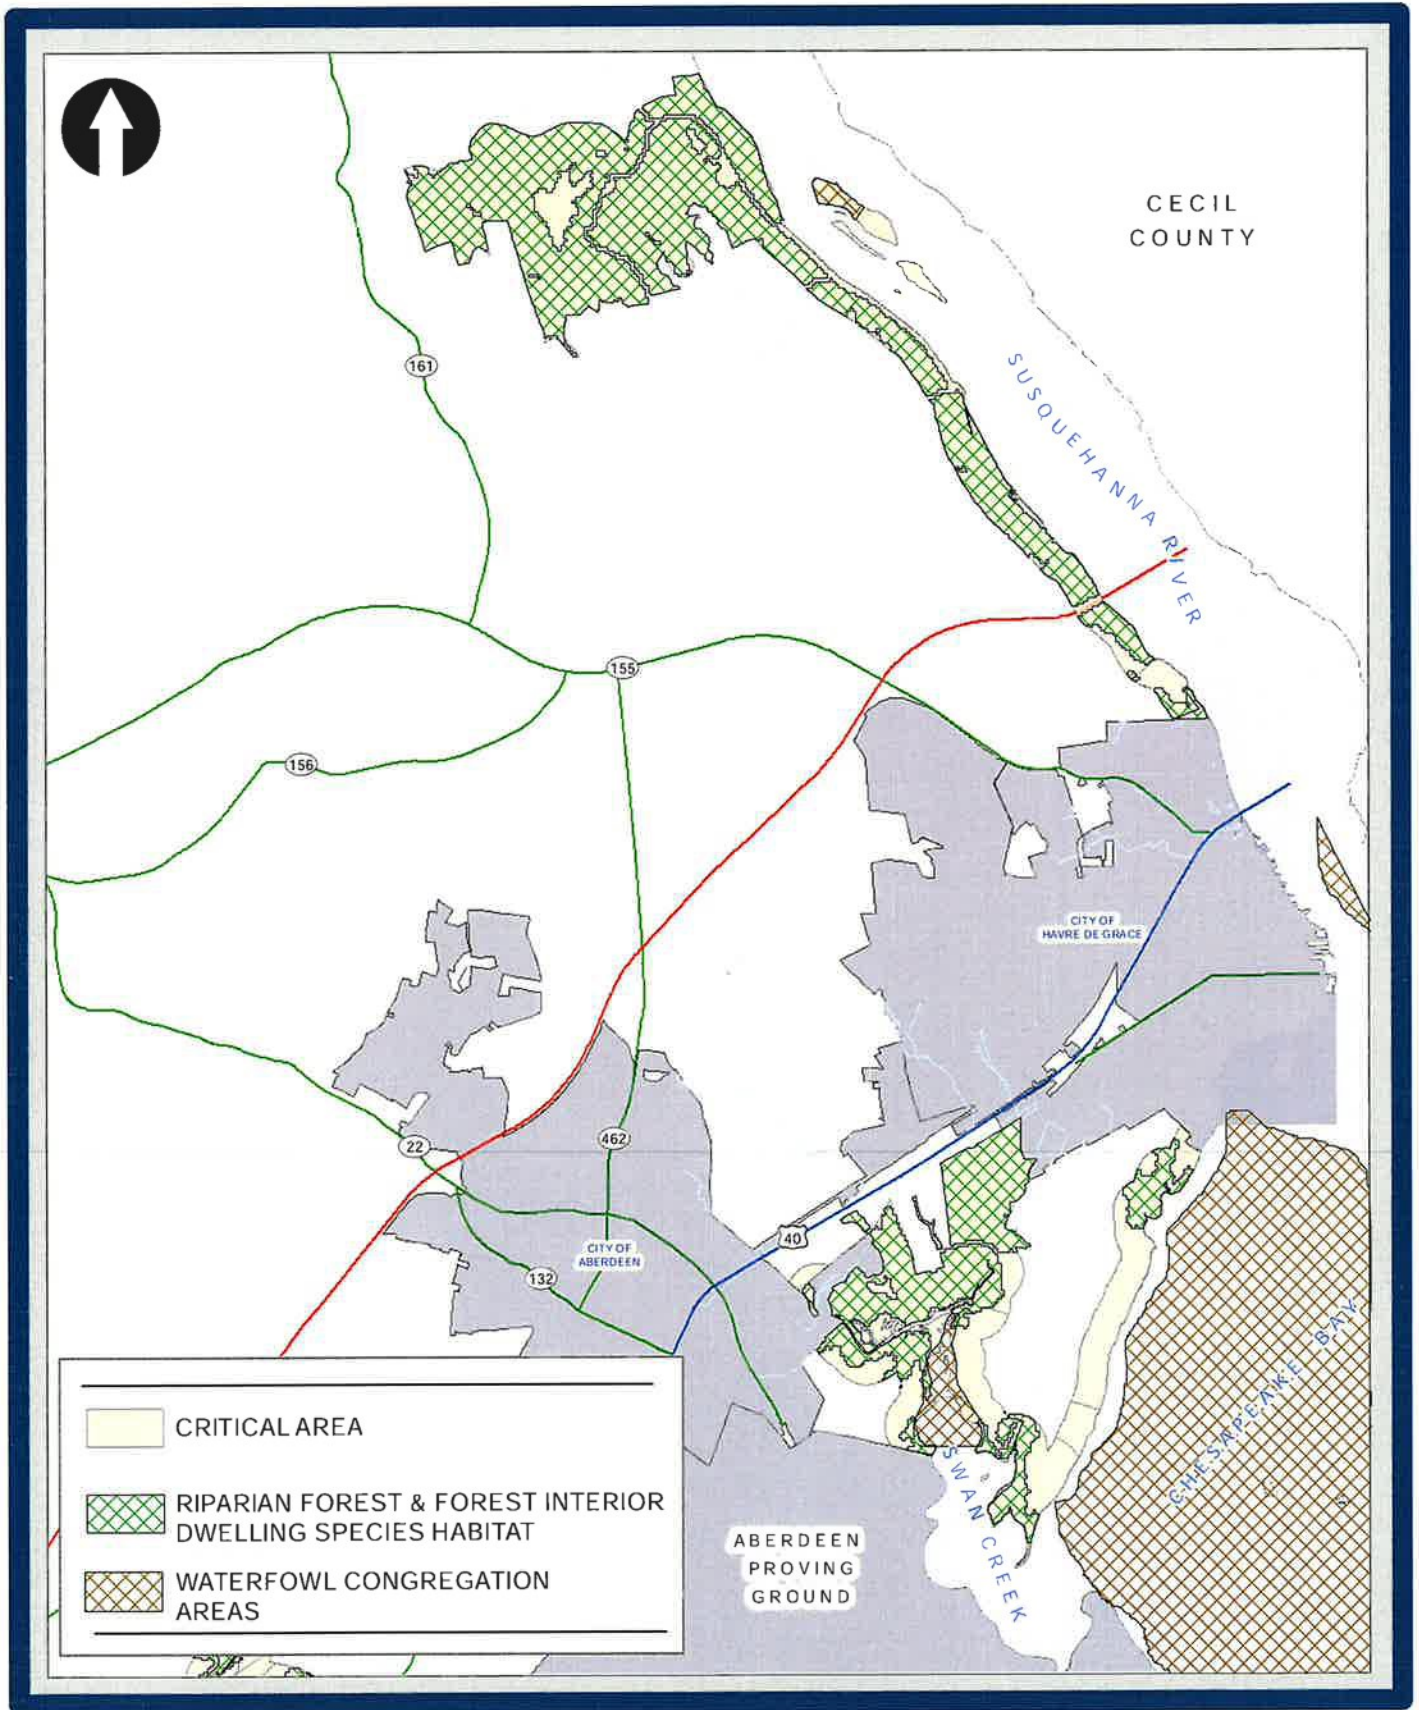 CECIL
COUNTY
SUSQUEHANNA RIVER
161
155
156
CITY OF
HAVRE DE GRACE
22
462
40
CITY OF
ABERDEEN
132
CHESAPEAKE BAY
SWAN CREEK
ABERDEEN
PROVING
GROUND
CRITICAL AREA
RIPARIAN FOREST & FOREST INTERIOR
DWELLING SPECIES HABITAT
WATERFOWL CONGREGATION
AREAS